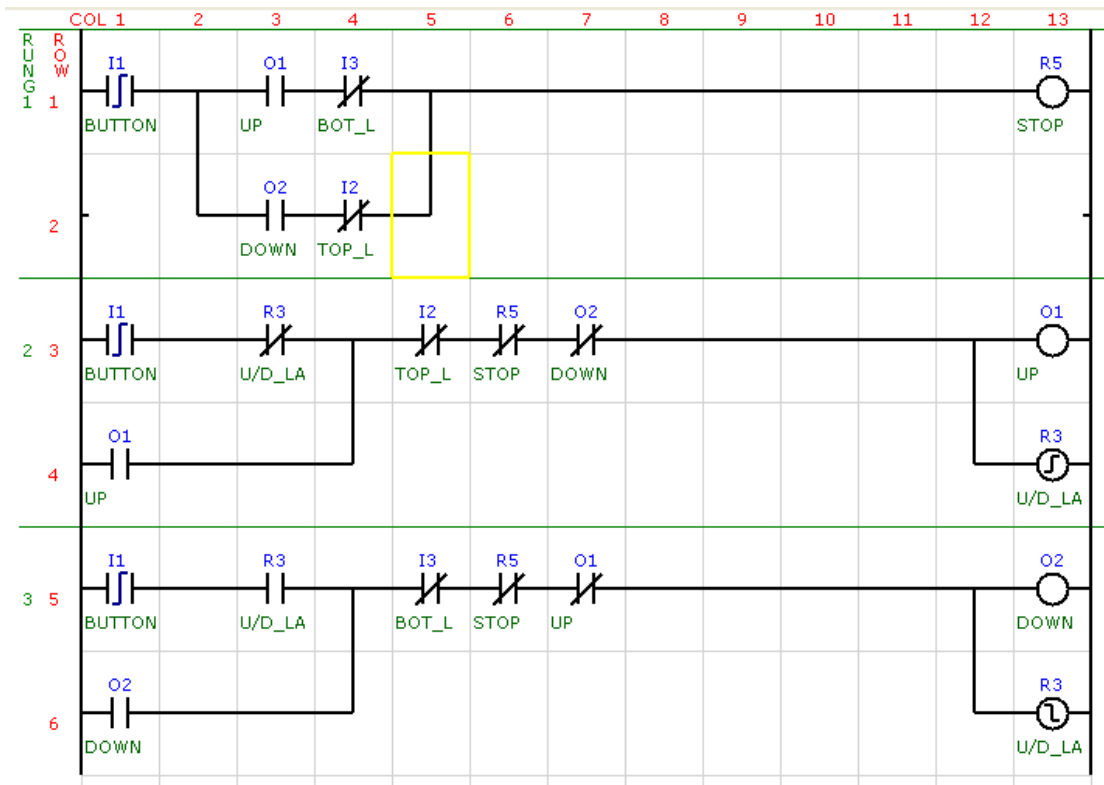 COL 1 2 3 4 5 6 7 8 9 10 11 12 13
RUNG ROW
I1 O1 I3 R5
1 1
BUTTON UP BOT_L STOP
O2 I2
2
DOWN TOP_L
I1 R3 I2 R5 O2 O1
2 3
BUTTON U/D_LA TOP_L STOP DOWN UP
O1 R3
4
UP U/D_LA
I1 R3 I3 R5 O1 O2
3 5
BUTTON U/D_LA BOT_L STOP UP DOWN
O2 R3
6
DOWN U/D_LA